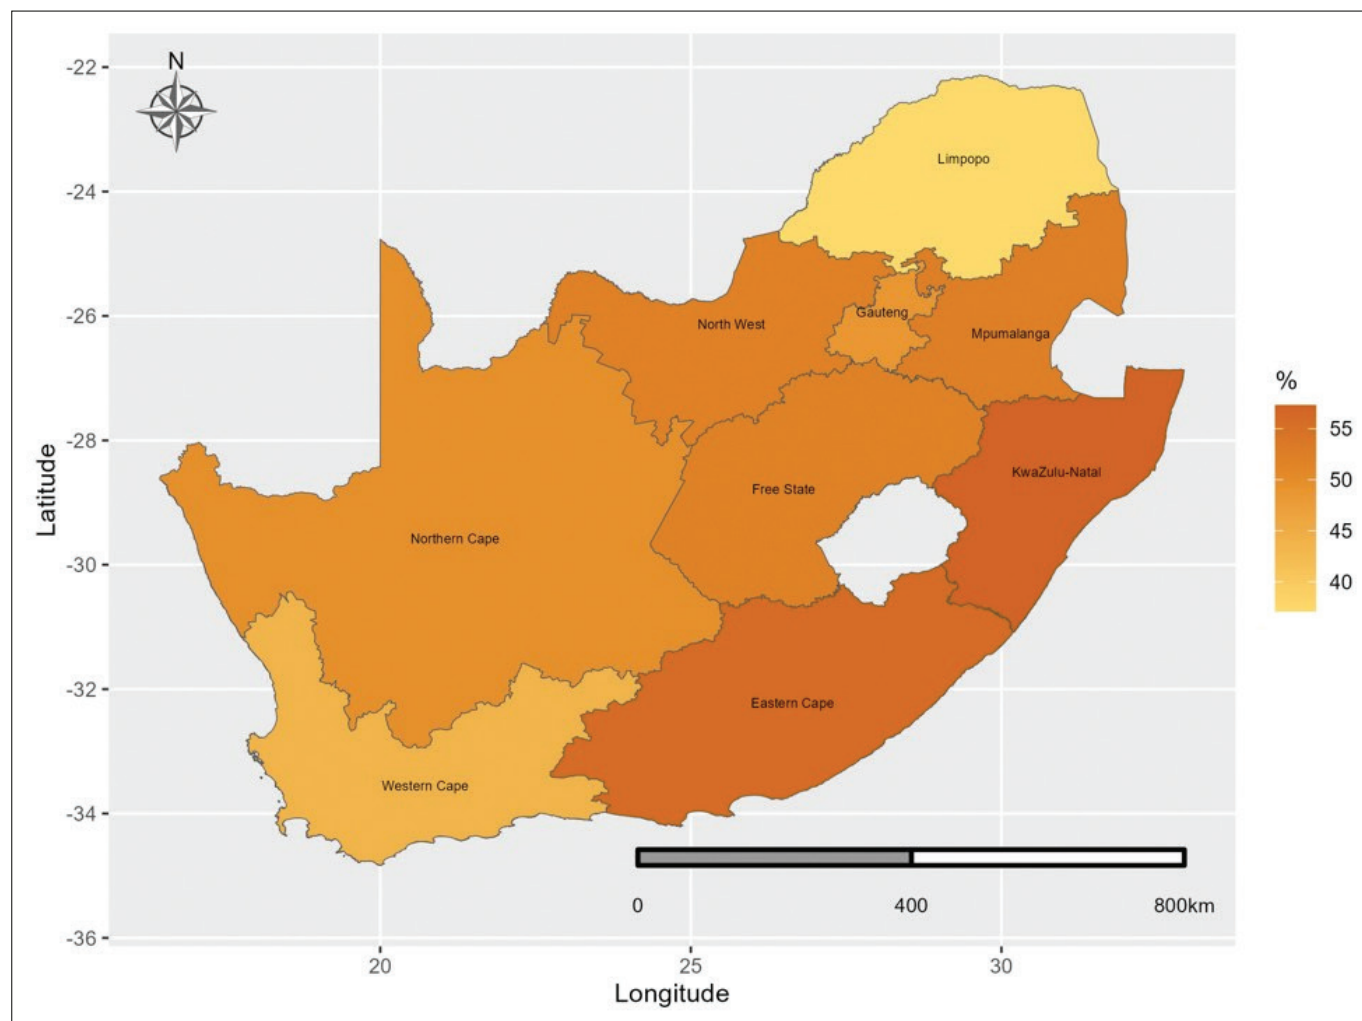 N
-22
-24
-26
-28
-30
-32
-34
-36
Latitude
Limpopo
North West
Gauteng
Mpumalanga
KwaZulu-Natal
Free State
Northern Cape
Eastern Cape
Western Cape
0
400
800km
20
25
30
Longitude
%
55
50
45
40